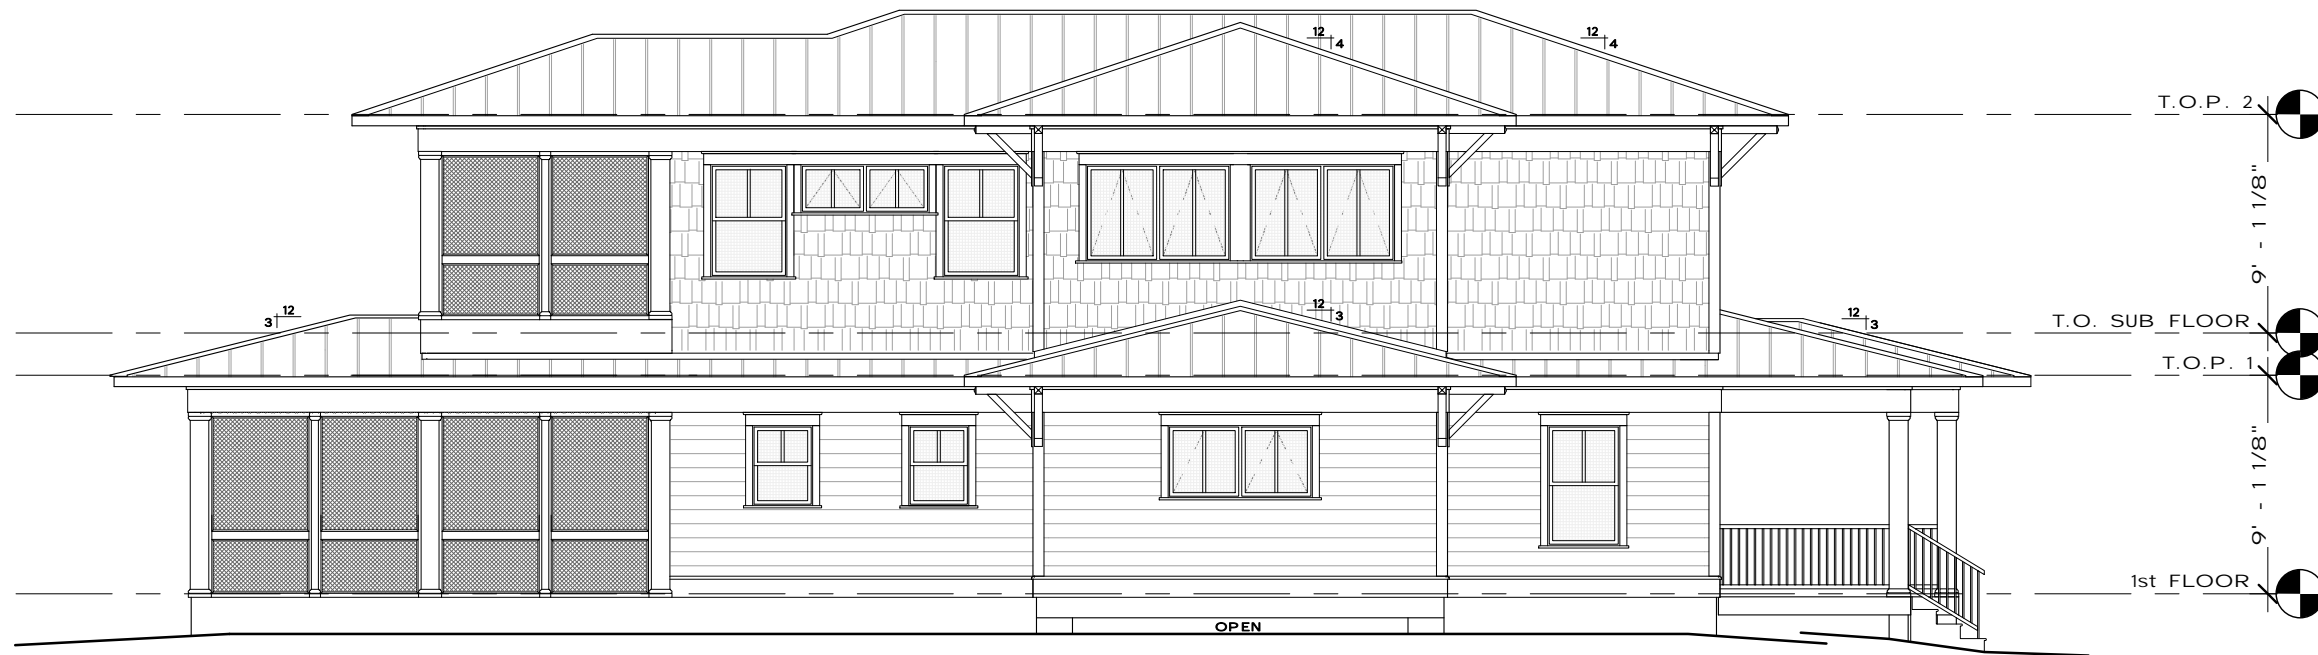 12
4
12
4
T.O.P. 2
9' - 1 1/8"
12
3
12
3
12
3
T.O. SUB FLOOR
T.O.P. 1
9' - 1 1/8"
1st FLOOR
OPEN